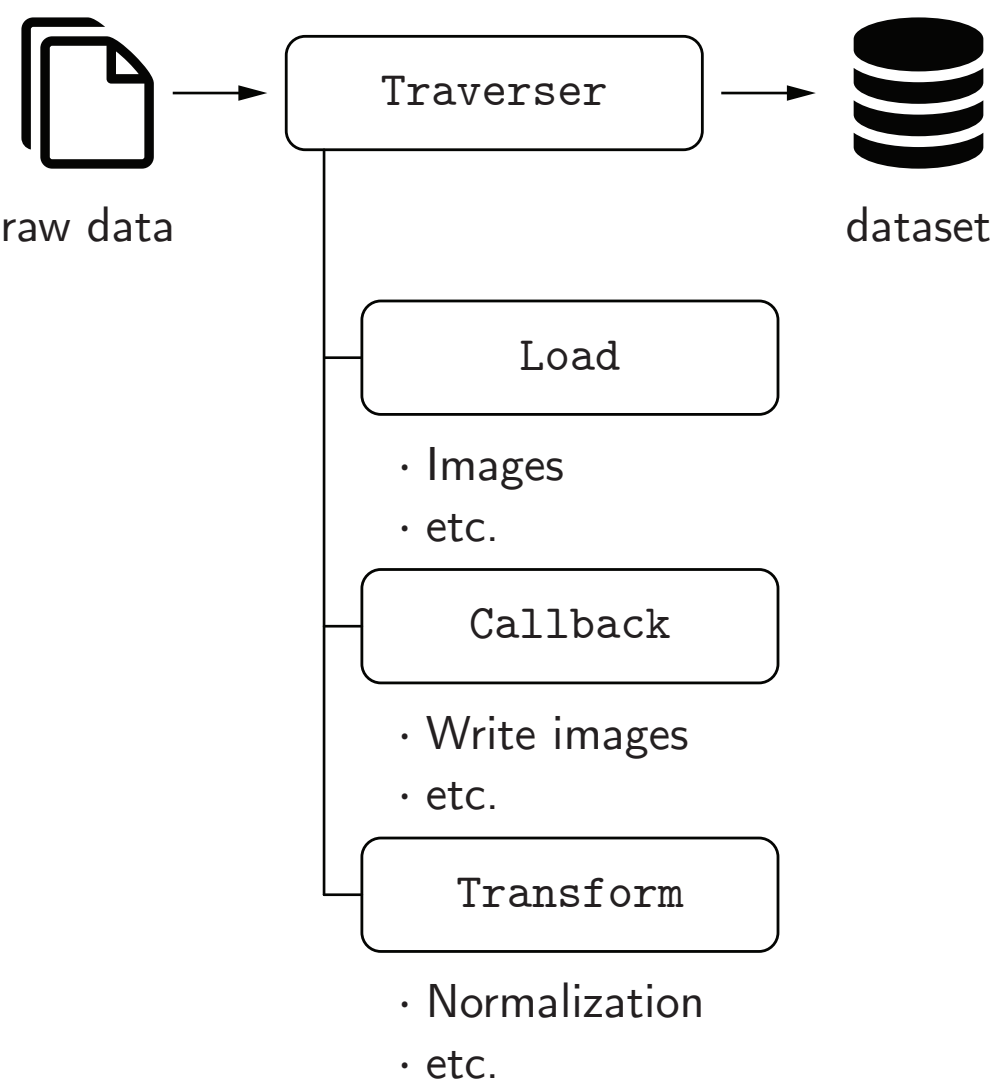 Traverser
raw data
dataset
Load
· Images
· etc.
Callback
· Write images
· etc.
Transform
· Normalization
· etc.